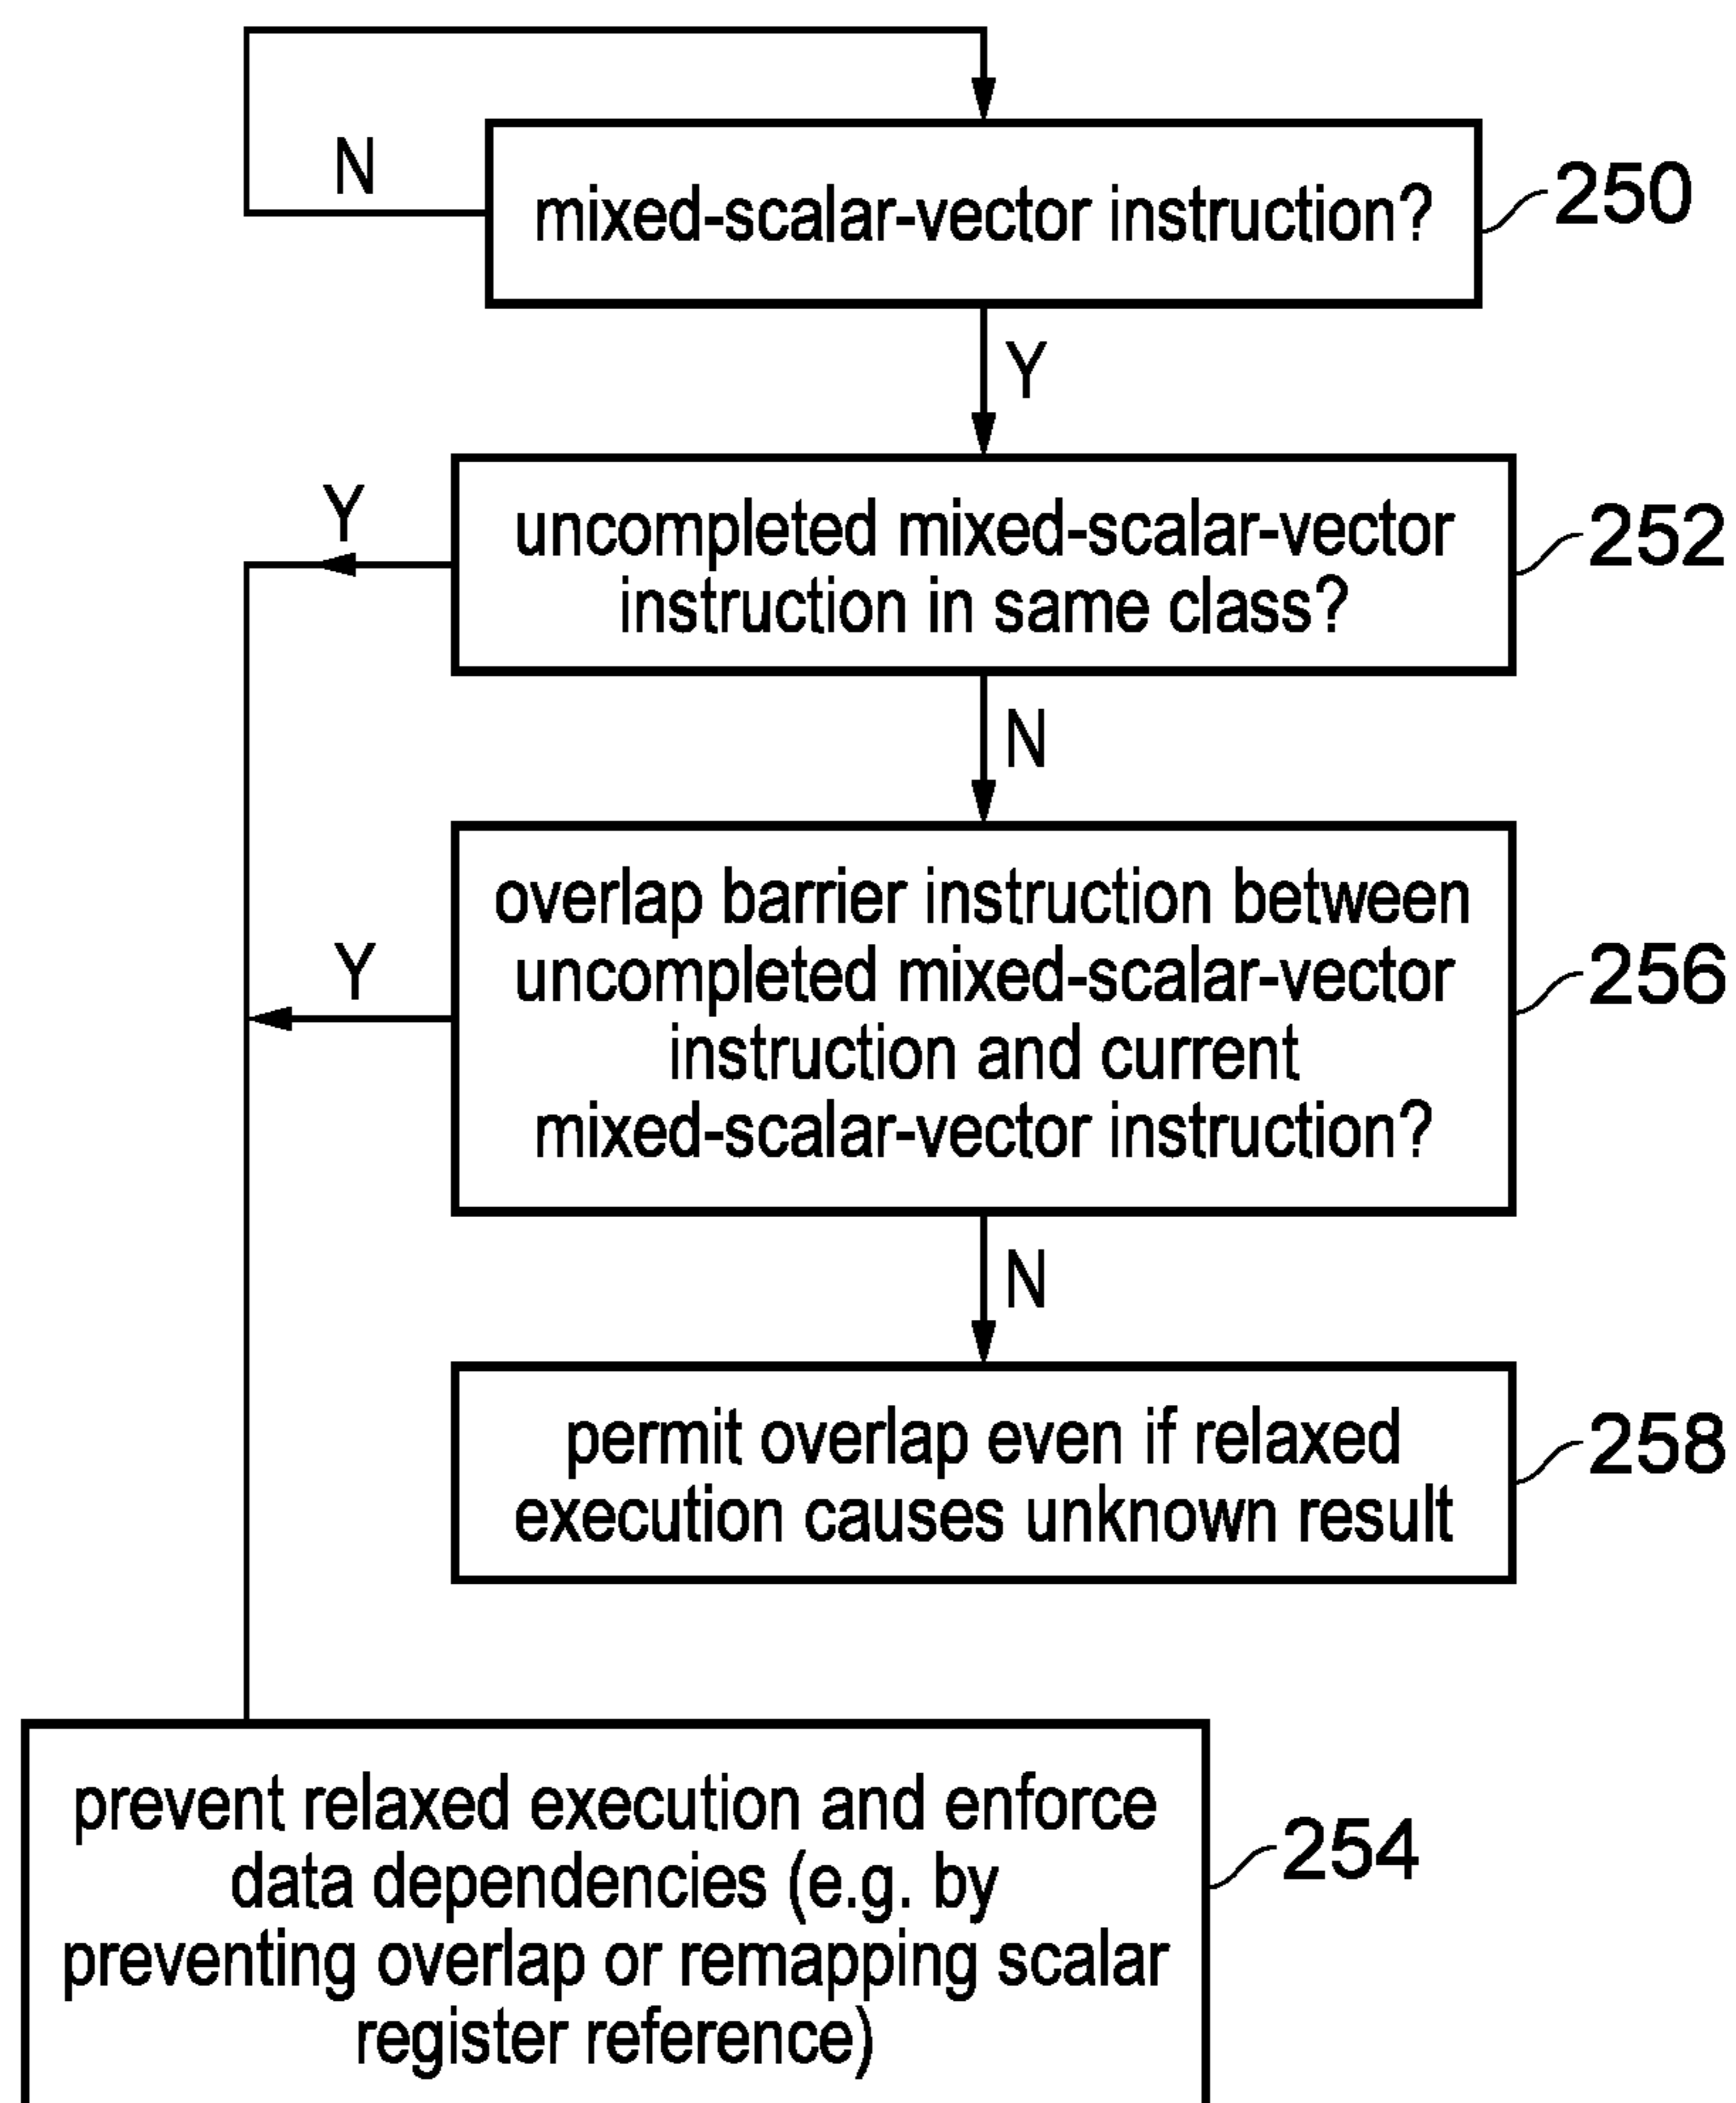 N
mixed-scalar-vector instruction?
250
Y
Y
uncompleted mixed-scalar-vector
instruction in same class?
252
N
overlap barrier instruction between
uncompleted mixed-scalar-vector
instruction and current
mixed-scalar-vector instruction?
Y
256
N
permit overlap even if relaxed
execution causes unknown result
258
prevent relaxed execution and enforce
data dependencies (e.g. by
preventing overlap or remapping scalar
register reference)
254